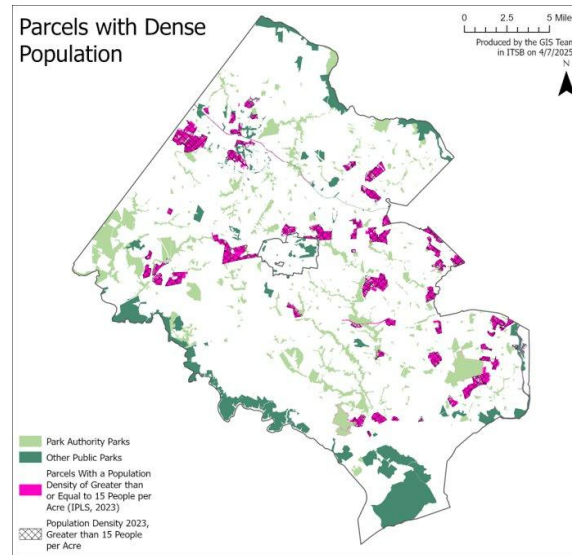 Parcels with Dense
Population
0 2.5 5 Miles
Produced by the GIS Team
in ITSB on 4/7/2025
N
Park Authority Parks
Other Public Parks
Parcels With a Population
Density of Greater than
or Equal to 15 People per
Acre (IPLS, 2023)
Population Density 2023,
Greater than 15 People
per Acre